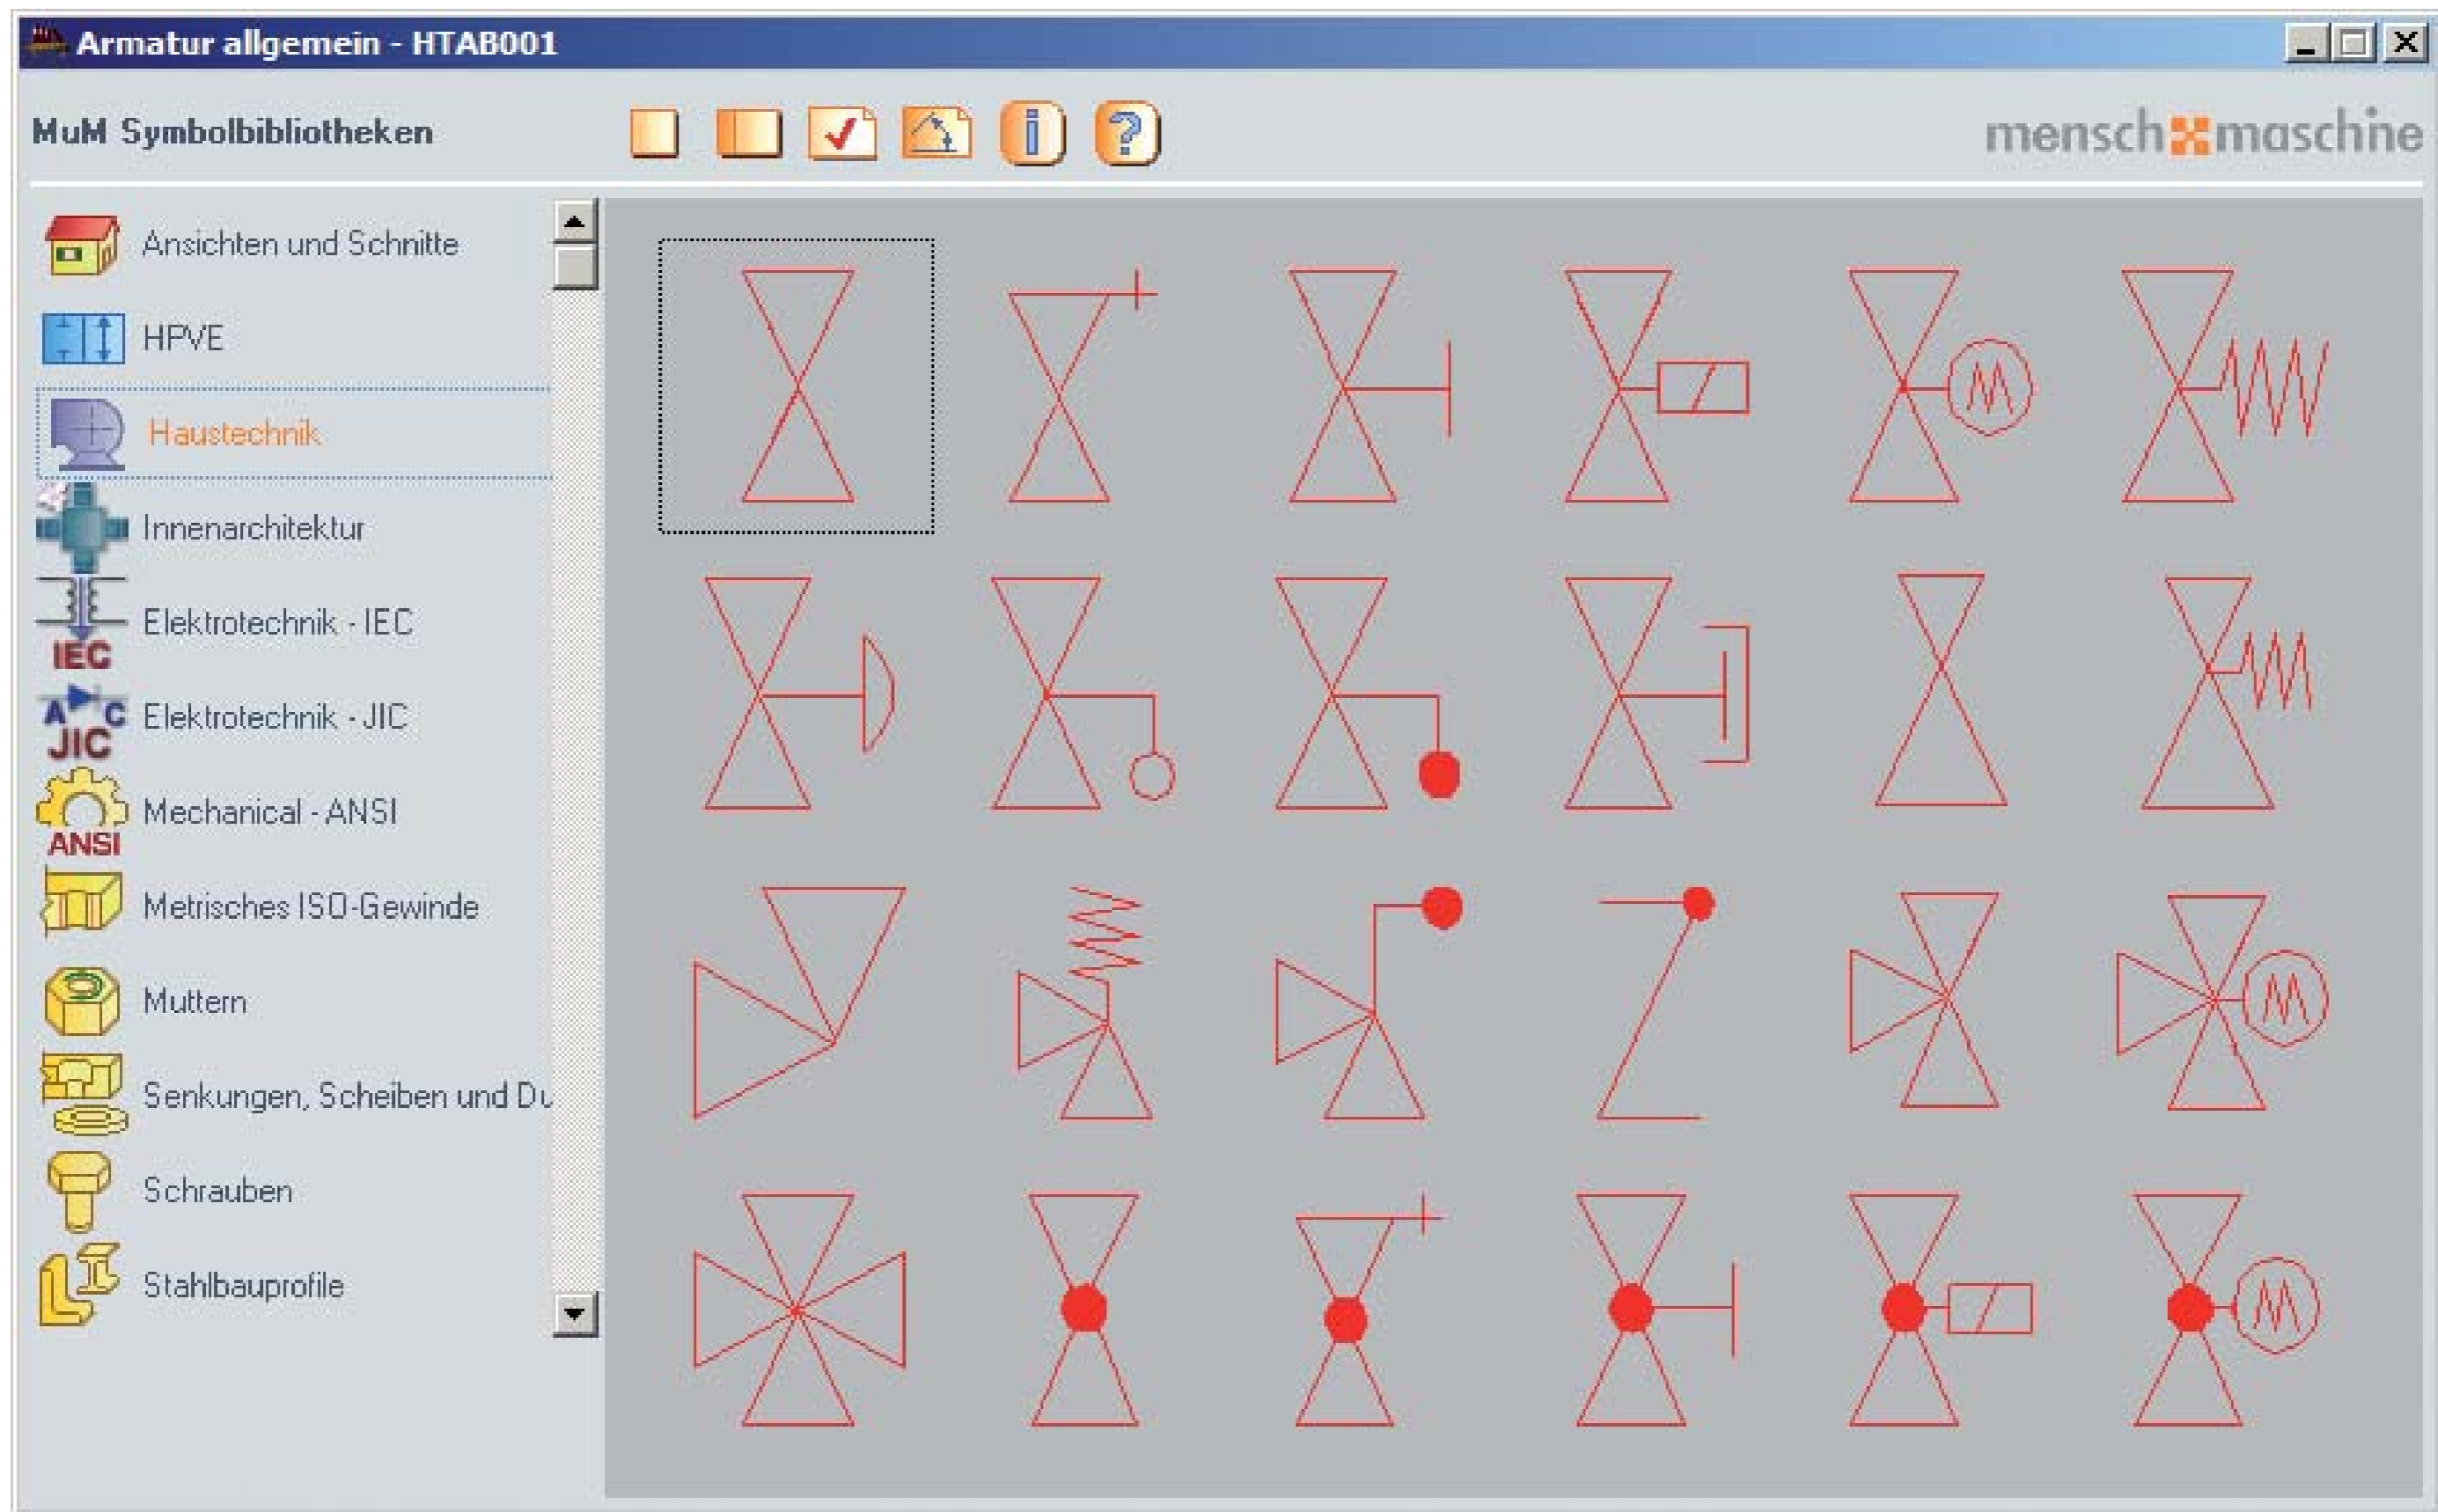 Armatur allgemein - HTAB001
MuM Symbolbibliotheken
i ?
mensch maschine
Ansichten und Schnitte
HPVE
Haustechnik
Innenarchitektur
IEC
Elektrotechnik - IEC
A C
JIC
Elektrotechnik - JIC
ANSI
Mechanical - ANSI
Metrisches ISO-Gewinde
Muttern
Senkungen, Scheiben und Du
Schrauben
Stahlbauprofile